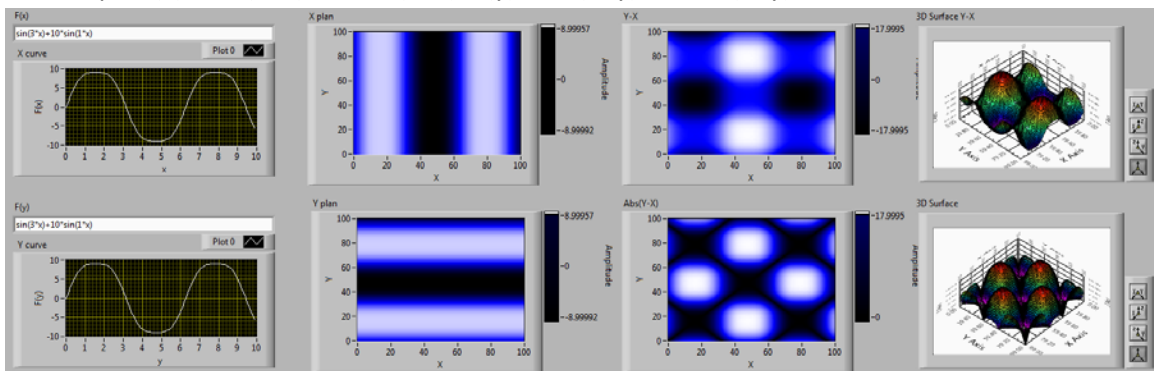 F(x)
sin(3*x)+10*sin(1*x)
X curve
Plot 0
10-
5-
0-
-5-
-10-
F(x)
0 1 2 3 4 5 6 7 8 9 10
x
X plan
100-
80-
60-
40-
20-
0-
Y
0 20 40 60 80 100
X
-8.99957
-0
-8.99992
Amplitude
Y-X
100-
80-
60-
40-
20-
0-
Y
0 20 40 60 80 100
X
-17.9995
-0
-17.9995
Amplitude
3D Surface Y-X
Y Axis
X Axis
F(y)
sin(3*x)+10*sin(1*x)
Y curve
Plot 0
10-
5-
0-
-5-
-10-
F(y)
0 1 2 3 4 5 6 7 8 9 10
y
Y plan
100-
80-
60-
40-
20-
0-
Y
0 20 40 60 80 100
X
-8.99957
-0
-8.99992
Amplitude
Abs(Y-X)
100-
80-
60-
40-
20-
0-
Y
0 20 40 60 80 100
X
17.9995
-0
Amplitude
3D Surface
Y Axis
X Axis